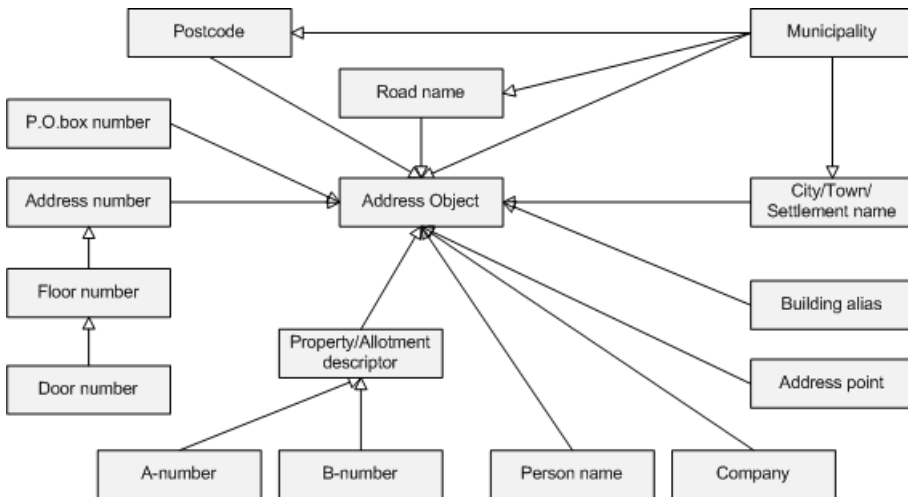 Postcode
Municipality
Road name
P.O.box number
Address number
Address Object
City/Town/
Settlement name
Floor number
Building alias
Property/Allotment
descriptor
Door number
Address point
A-number
B-number
Person name
Company